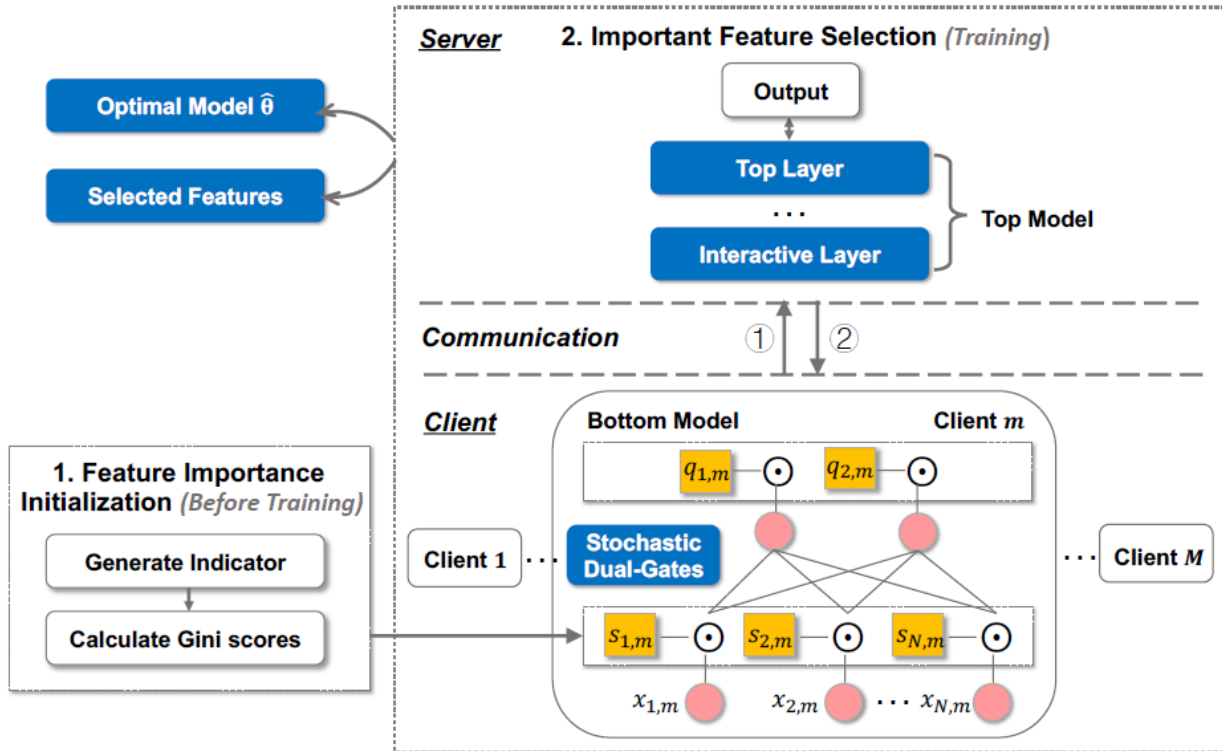 Server
2. Important Feature Selection (Training)
Output
Optimal Model θ̂
Top Layer
Selected Features
...
Top Model
Interactive Layer
Communication
① ②
Client
Bottom Model
Client m
q1,m
q2,m
1. Feature Importance
Initialization (Before Training)
Client 1
...
Stochastic
Dual-Gates
...
Client M
Generate Indicator
Calculate Gini scores
s1,m
s2,m
sN,m
x1,m
x2,m
...
xN,m